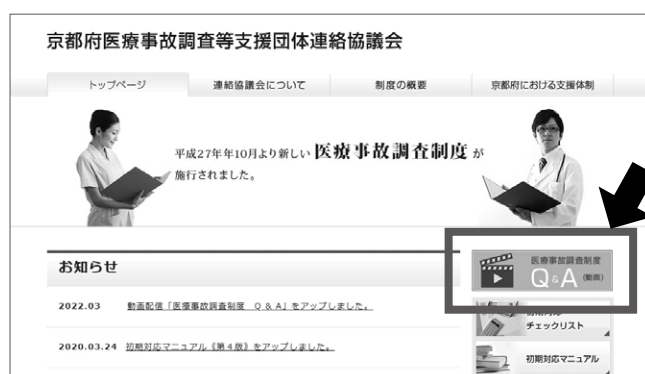 京都府医療事故調査等支援団体連絡協議会
トップページ
連絡協議会について
制度の概要
京都府における支援体制
平成27年年10月より新しい 医療事故調査制度 が
施行されました。
お知らせ
2022.03 動画配信「医療事故調査制度 Q & A」をアップしました。
2020.03.24 初期対応マニュアル《第4版》をアップしました。
医療事故調査制度
Q&A (動画)
初期対応
チェックリスト
初期対応マニュアル